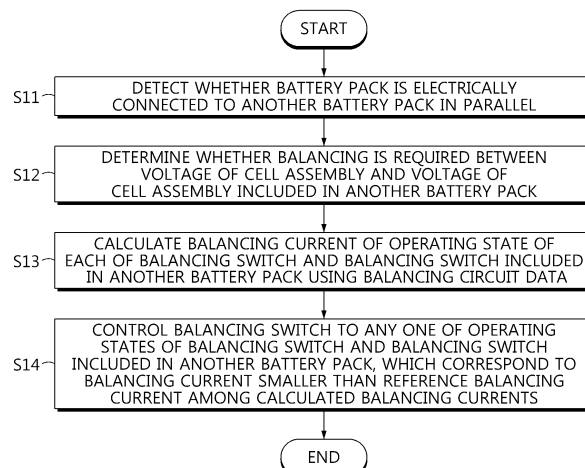 START
S11
DETECT WHETHER BATTERY PACK IS ELECTRICALLY
CONNECTED TO ANOTHER BATTERY PACK IN PARALLEL
S12
DETERMINE WHETHER BALANCING IS REQUIRED BETWEEN
VOLTAGE OF CELL ASSEMBLY AND VOLTAGE OF
CELL ASSEMBLY INCLUDED IN ANOTHER BATTERY PACK
S13
CALCULATE BALANCING CURRENT OF OPERATING STATE OF
EACH OF BALANCING SWITCH AND BALANCING SWITCH INCLUDED
IN ANOTHER BATTERY PACK USING BALANCING CIRCUIT DATA
S14
CONTROL BALANCING SWITCH TO ANY ONE OF OPERATING
STATES OF BALANCING SWITCH AND BALANCING SWITCH
INCLUDED IN ANOTHER BATTERY PACK, WHICH CORRESPOND TO
BALANCING CURRENT SMALLER THAN REFERENCE BALANCING
CURRENT AMONG CALCULATED BALANCING CURRENTS
END